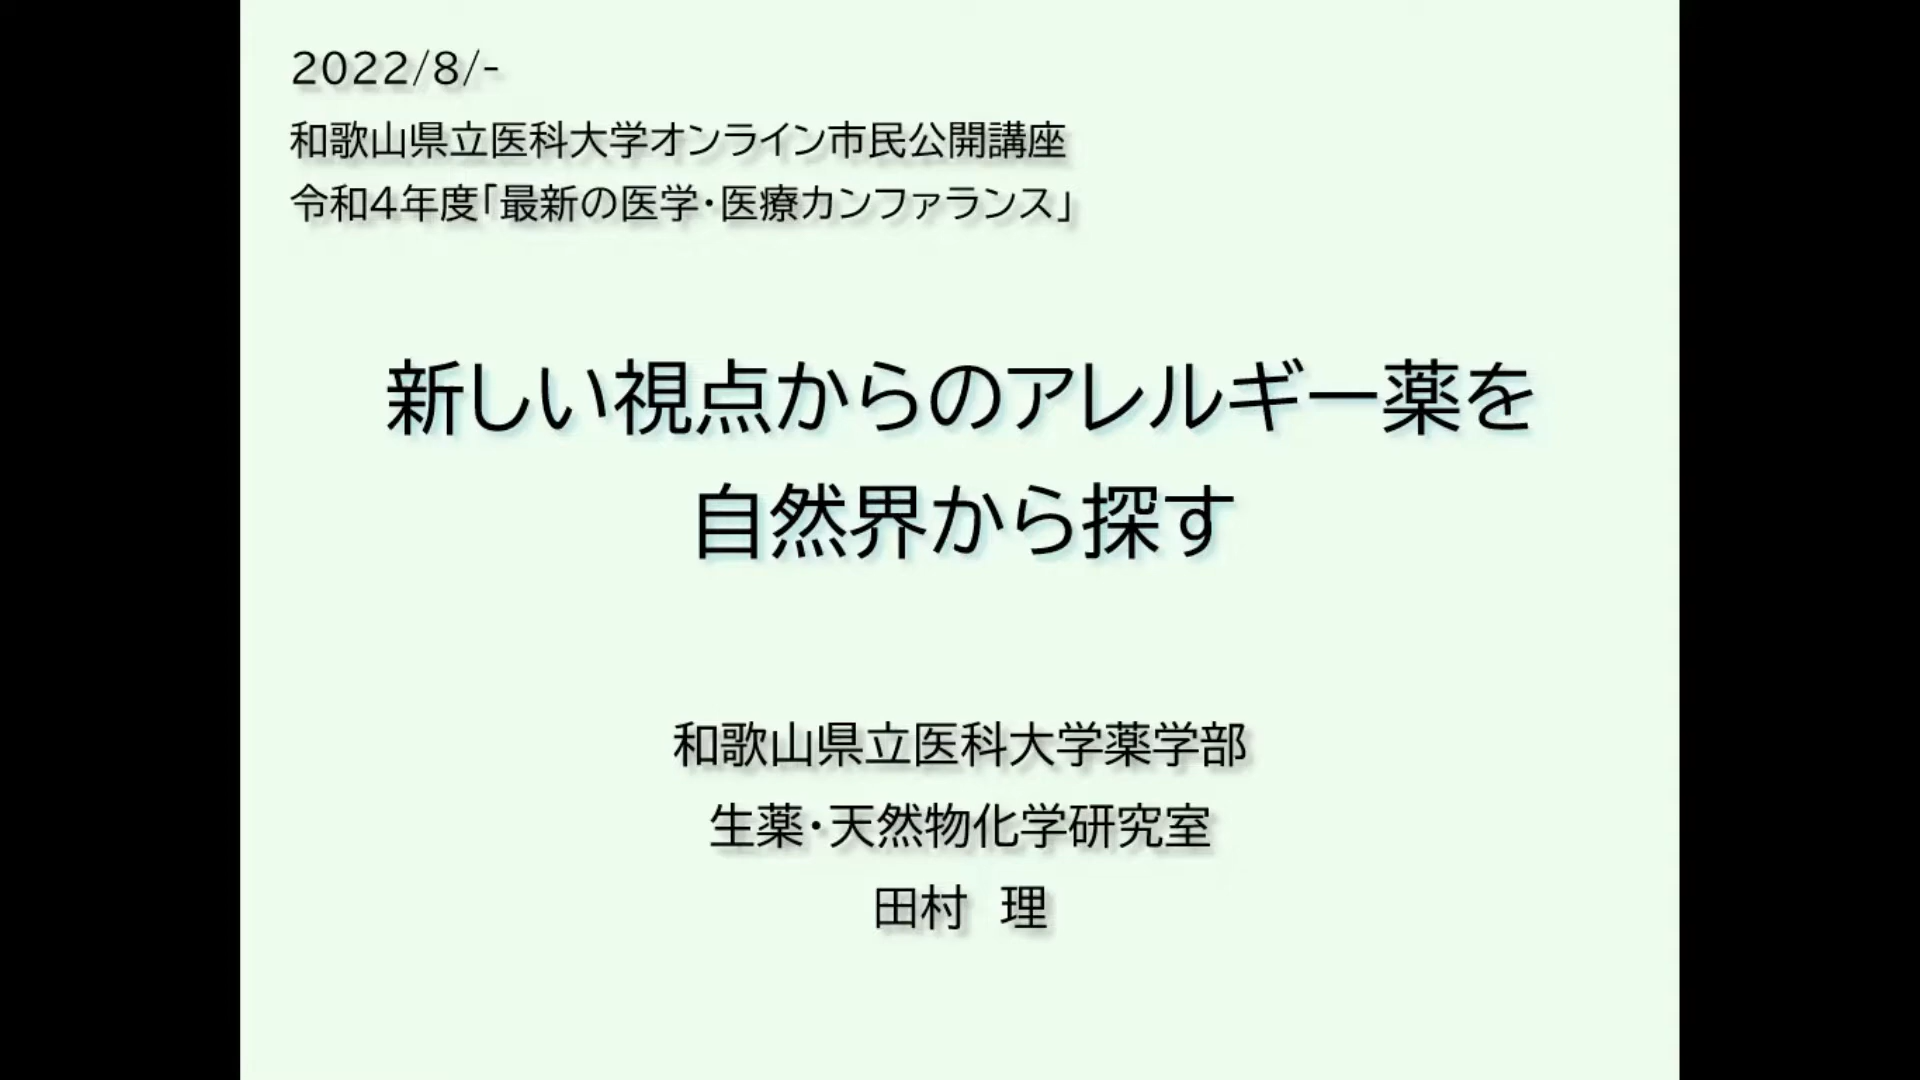 2022/8/-
和歌山県立医科大学オンライン市民公開講座
令和4年度「最新の医学・医療カンファランス」
新しい視点からのアレルギー薬を
自然界から探す
和歌山県立医科大学薬学部
生薬・天然物化学研究室
田村　理